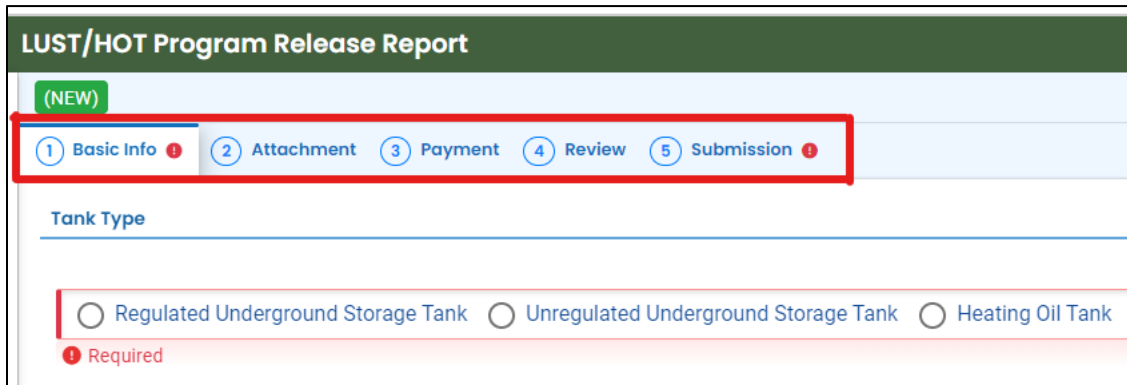 LUST/HOT Program Release Report
(NEW)
1 Basic Info 2 Attachment 3 Payment 4 Review 5 Submission
Tank Type
Regulated Underground Storage Tank Unregulated Underground Storage Tank Heating Oil Tank
Required